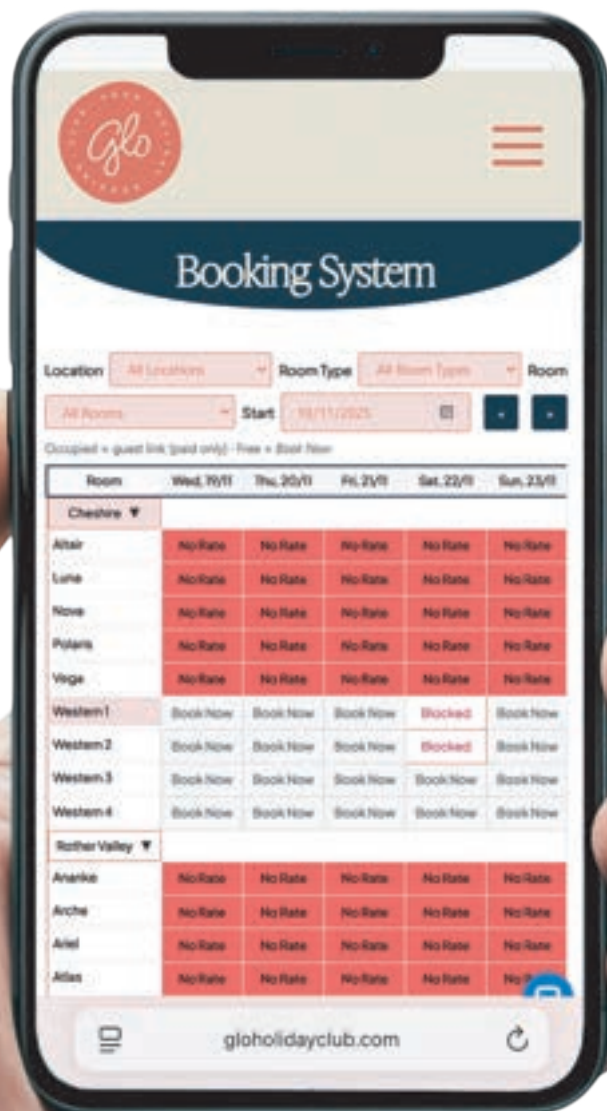 Glo
Booking System
Location All Locations Room Type All Room Types Room
All Rooms Start 19/11/2025
Occupied = guest link (paid only) · Free = Book Now
Room Wed, 19/11 Thu, 20/11 Fri, 21/11 Sat, 22/11 Sun, 23/11
Cheshire ▼
Altair No Rate No Rate No Rate No Rate No Rate
Luna No Rate No Rate No Rate No Rate No Rate
Nova No Rate No Rate No Rate No Rate No Rate
Polaris No Rate No Rate No Rate No Rate No Rate
Vega No Rate No Rate No Rate No Rate No Rate
Western 1 Book Now Book Now Book Now Blocked Book Now
Western 2 Book Now Book Now Book Now Blocked Book Now
Western 3 Book Now Book Now Book Now Book Now Book Now
Western 4 Book Now Book Now Book Now Book Now Book Now
Rother Valley ▼
Ananke No Rate No Rate No Rate No Rate No Rate
Arche No Rate No Rate No Rate No Rate No Rate
Ariel No Rate No Rate No Rate No Rate No Rate
Atlas No Rate No Rate No Rate No Rate No
gloholidayclub.com